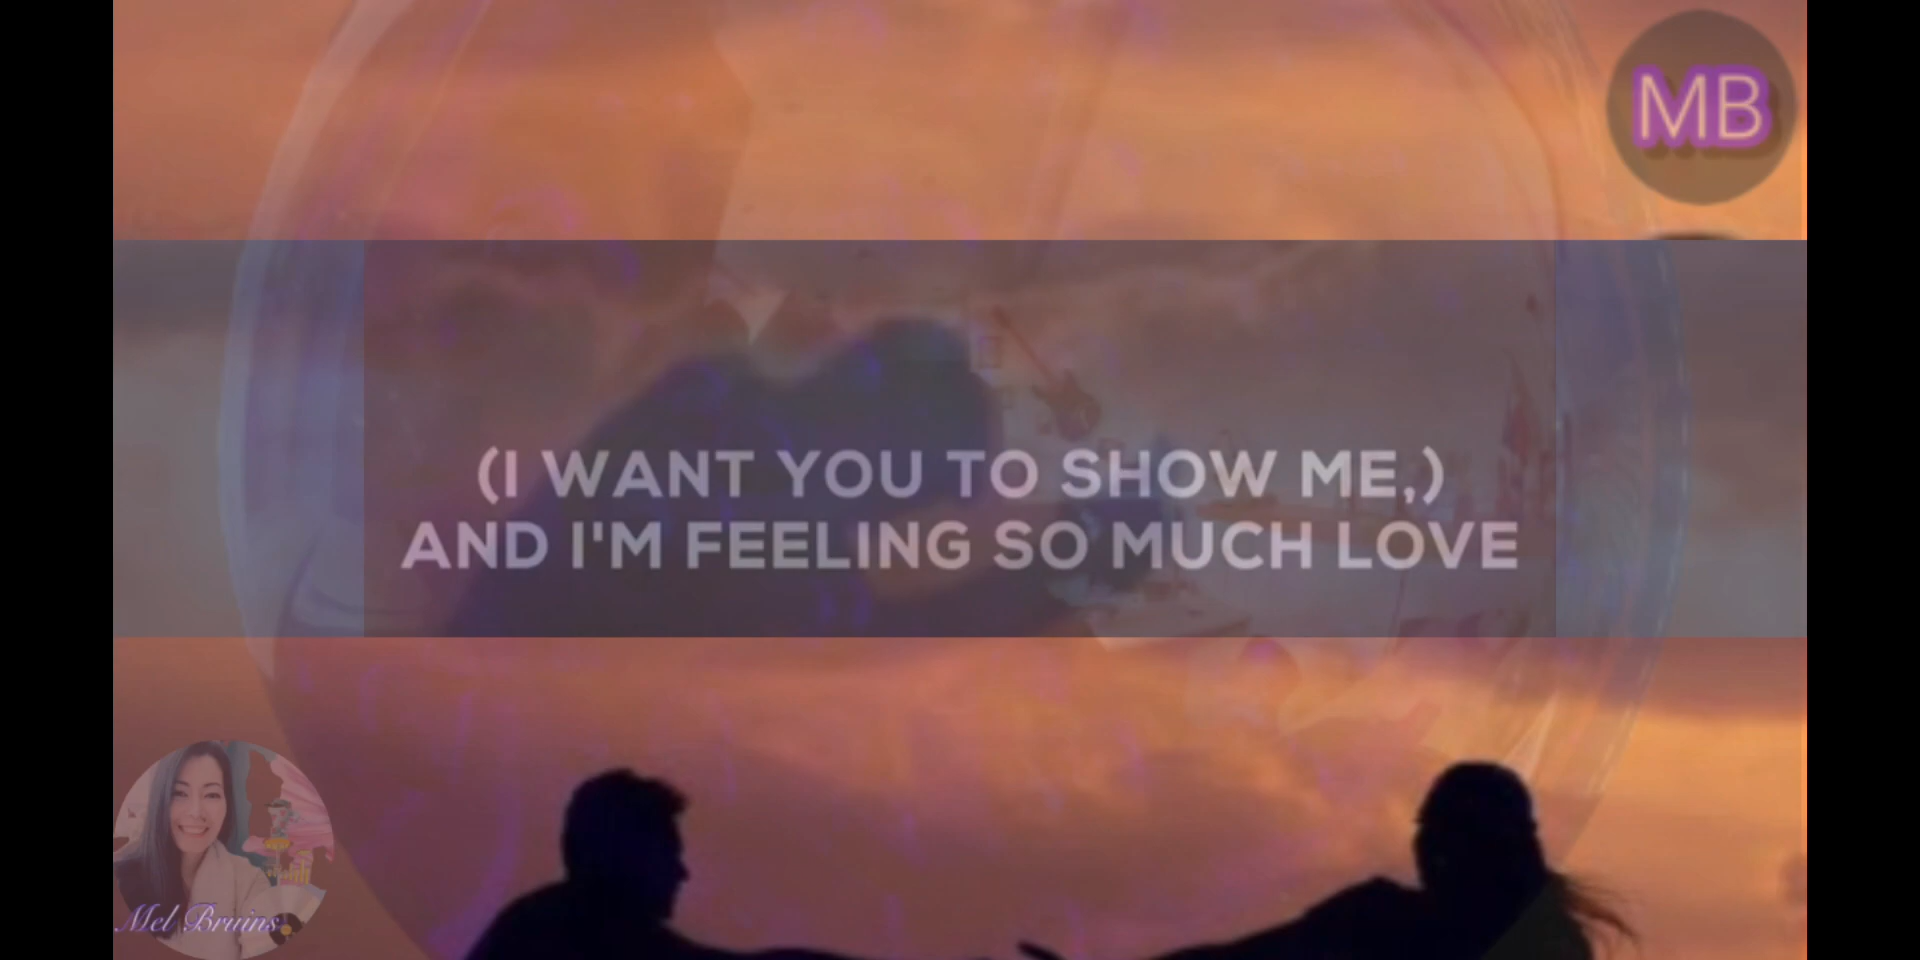 MB
(I WANT YOU TO SHOW ME,)
AND I'M FEELING SO MUCH LOVE
Mel Bruins